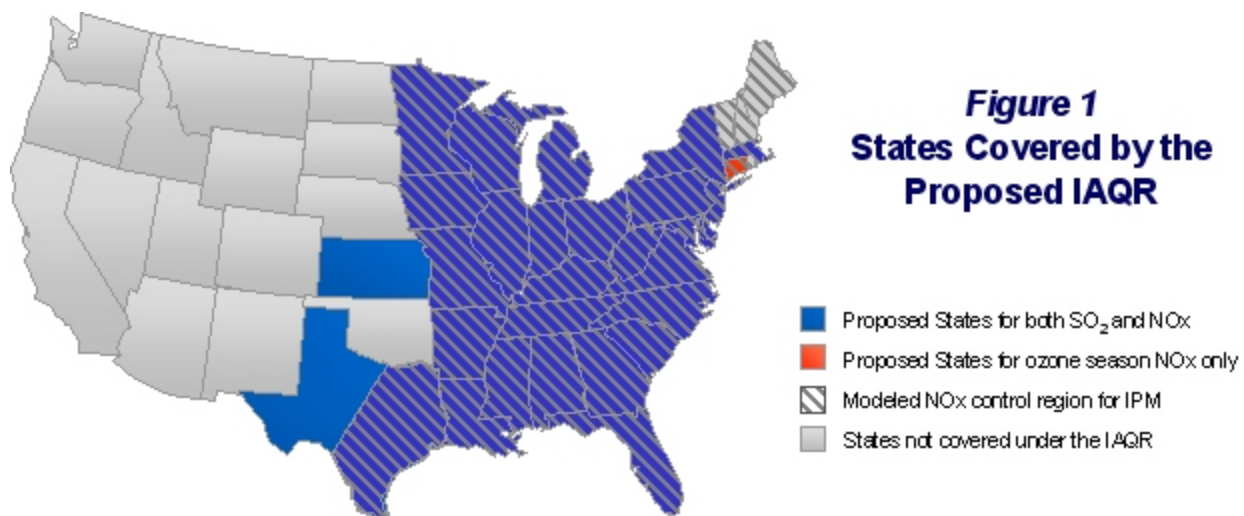 Figure 1
States Covered by the
Proposed IAQR
Proposed States for both SO₂ and NOx
Proposed States for ozone season NOx only
Modeled NOx control region for IPM
States not covered under the IAQR